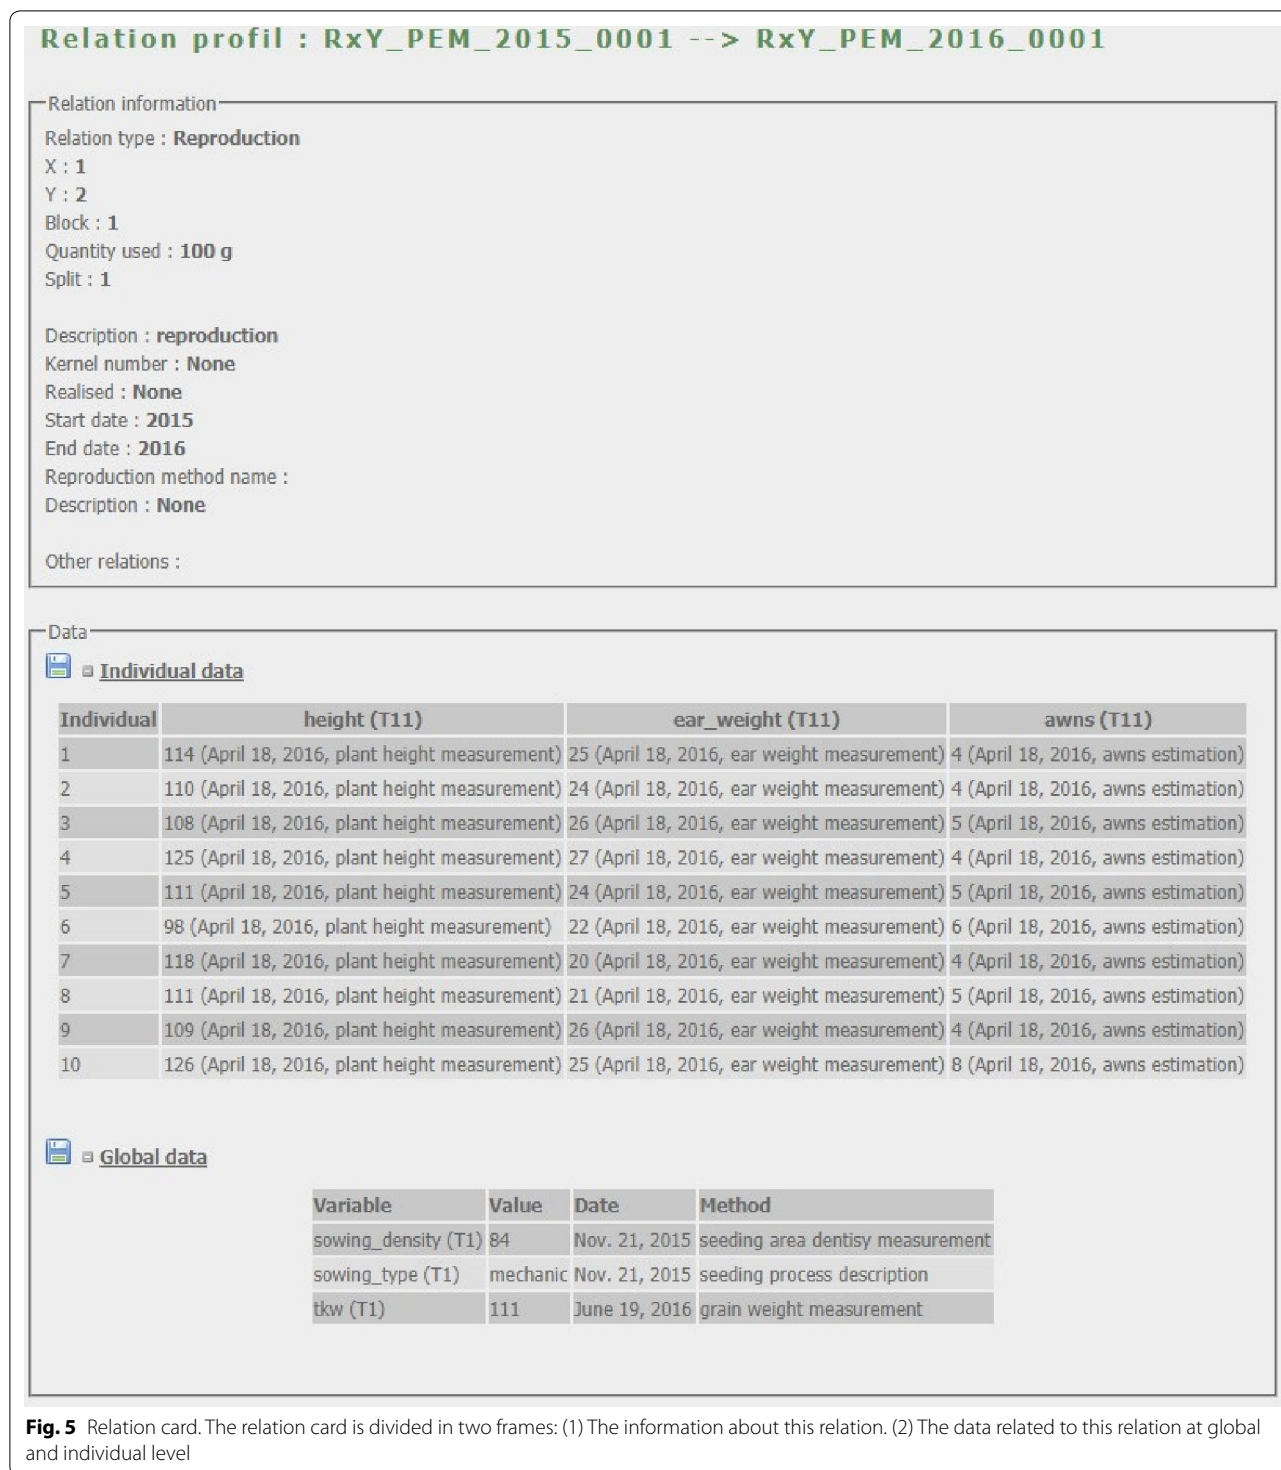 Relation profil : RxY_PEM_2015_0001 --> RxY_PEM_2016_0001
Relation information
Relation type : Reproduction
X : 1
Y : 2
Block : 1
Quantity used : 100 g
Split : 1
Description : reproduction
Kernel number : None
Realised : None
Start date : 2015
End date : 2016
Reproduction method name :
Description : None
Other relations :
Data
Individual data
Individual height (T11) ear_weight (T11) awns (T11)
1 114 (April 18, 2016, plant height measurement) 25 (April 18, 2016, ear weight measurement) 4 (April 18, 2016, awns estimation)
2 110 (April 18, 2016, plant height measurement) 24 (April 18, 2016, ear weight measurement) 4 (April 18, 2016, awns estimation)
3 108 (April 18, 2016, plant height measurement) 26 (April 18, 2016, ear weight measurement) 5 (April 18, 2016, awns estimation)
4 125 (April 18, 2016, plant height measurement) 27 (April 18, 2016, ear weight measurement) 4 (April 18, 2016, awns estimation)
5 111 (April 18, 2016, plant height measurement) 24 (April 18, 2016, ear weight measurement) 5 (April 18, 2016, awns estimation)
6 98 (April 18, 2016, plant height measurement) 22 (April 18, 2016, ear weight measurement) 6 (April 18, 2016, awns estimation)
7 118 (April 18, 2016, plant height measurement) 20 (April 18, 2016, ear weight measurement) 4 (April 18, 2016, awns estimation)
8 111 (April 18, 2016, plant height measurement) 21 (April 18, 2016, ear weight measurement) 5 (April 18, 2016, awns estimation)
9 109 (April 18, 2016, plant height measurement) 26 (April 18, 2016, ear weight measurement) 4 (April 18, 2016, awns estimation)
10 126 (April 18, 2016, plant height measurement) 25 (April 18, 2016, ear weight measurement) 8 (April 18, 2016, awns estimation)
Global data
Variable Value Date Method
sowing_density (T1) 84 Nov. 21, 2015 seeding area dentisy measurement
sowing_type (T1) mechanic Nov. 21, 2015 seeding process description
tkw (T1) 111 June 19, 2016 grain weight measurement
Fig. 5 Relation card. The relation card is divided in two frames: (1) The information about this relation. (2) The data related to this relation at global
and individual level